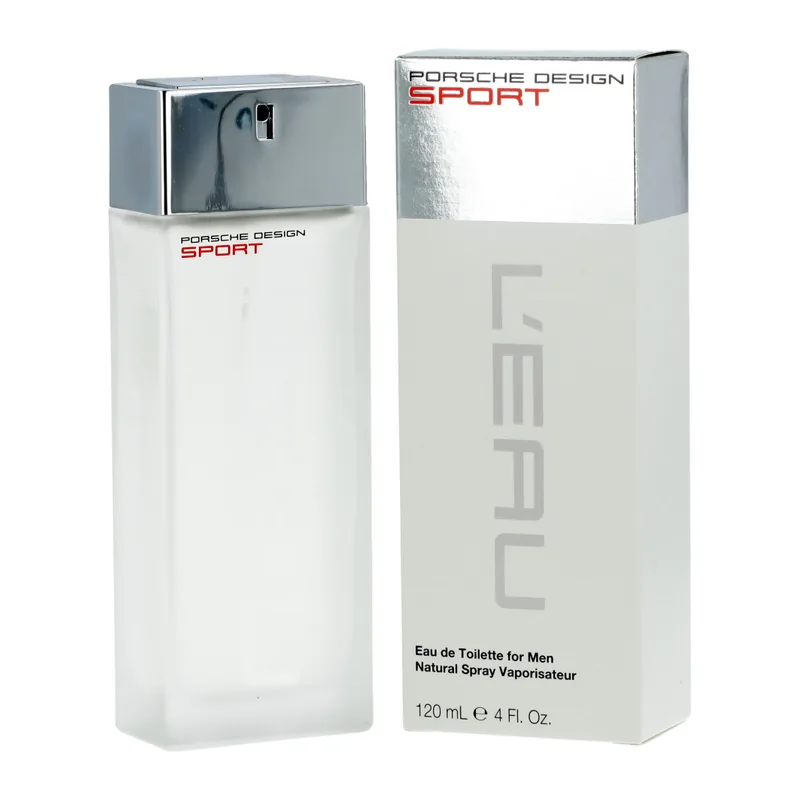 PORSCHE DESIGN
SPORT
PORSCHE DESIGN
SPORT
L'EAU
Eau de Toilette for Men
Natural Spray Vaporisateur
120 mL ℮ 4 Fl. Oz.